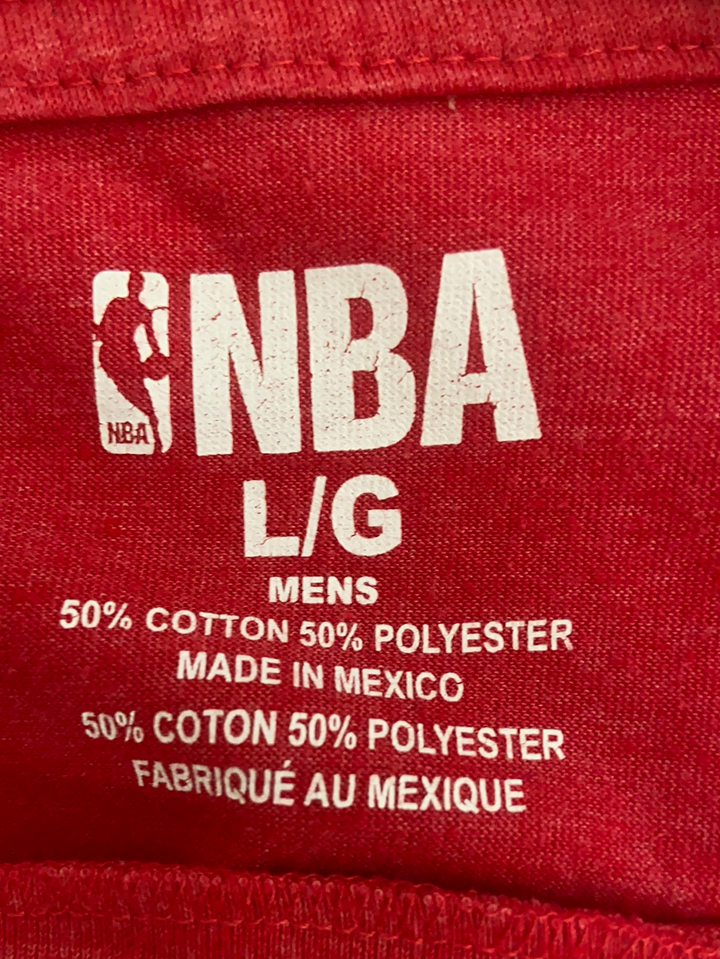 NBA
NBA
L/G
MENS
50% COTTON 50% POLYESTER
MADE IN MEXICO
50% COTON 50% POLYESTER
FABRIQUÉ AU MEXIQUE